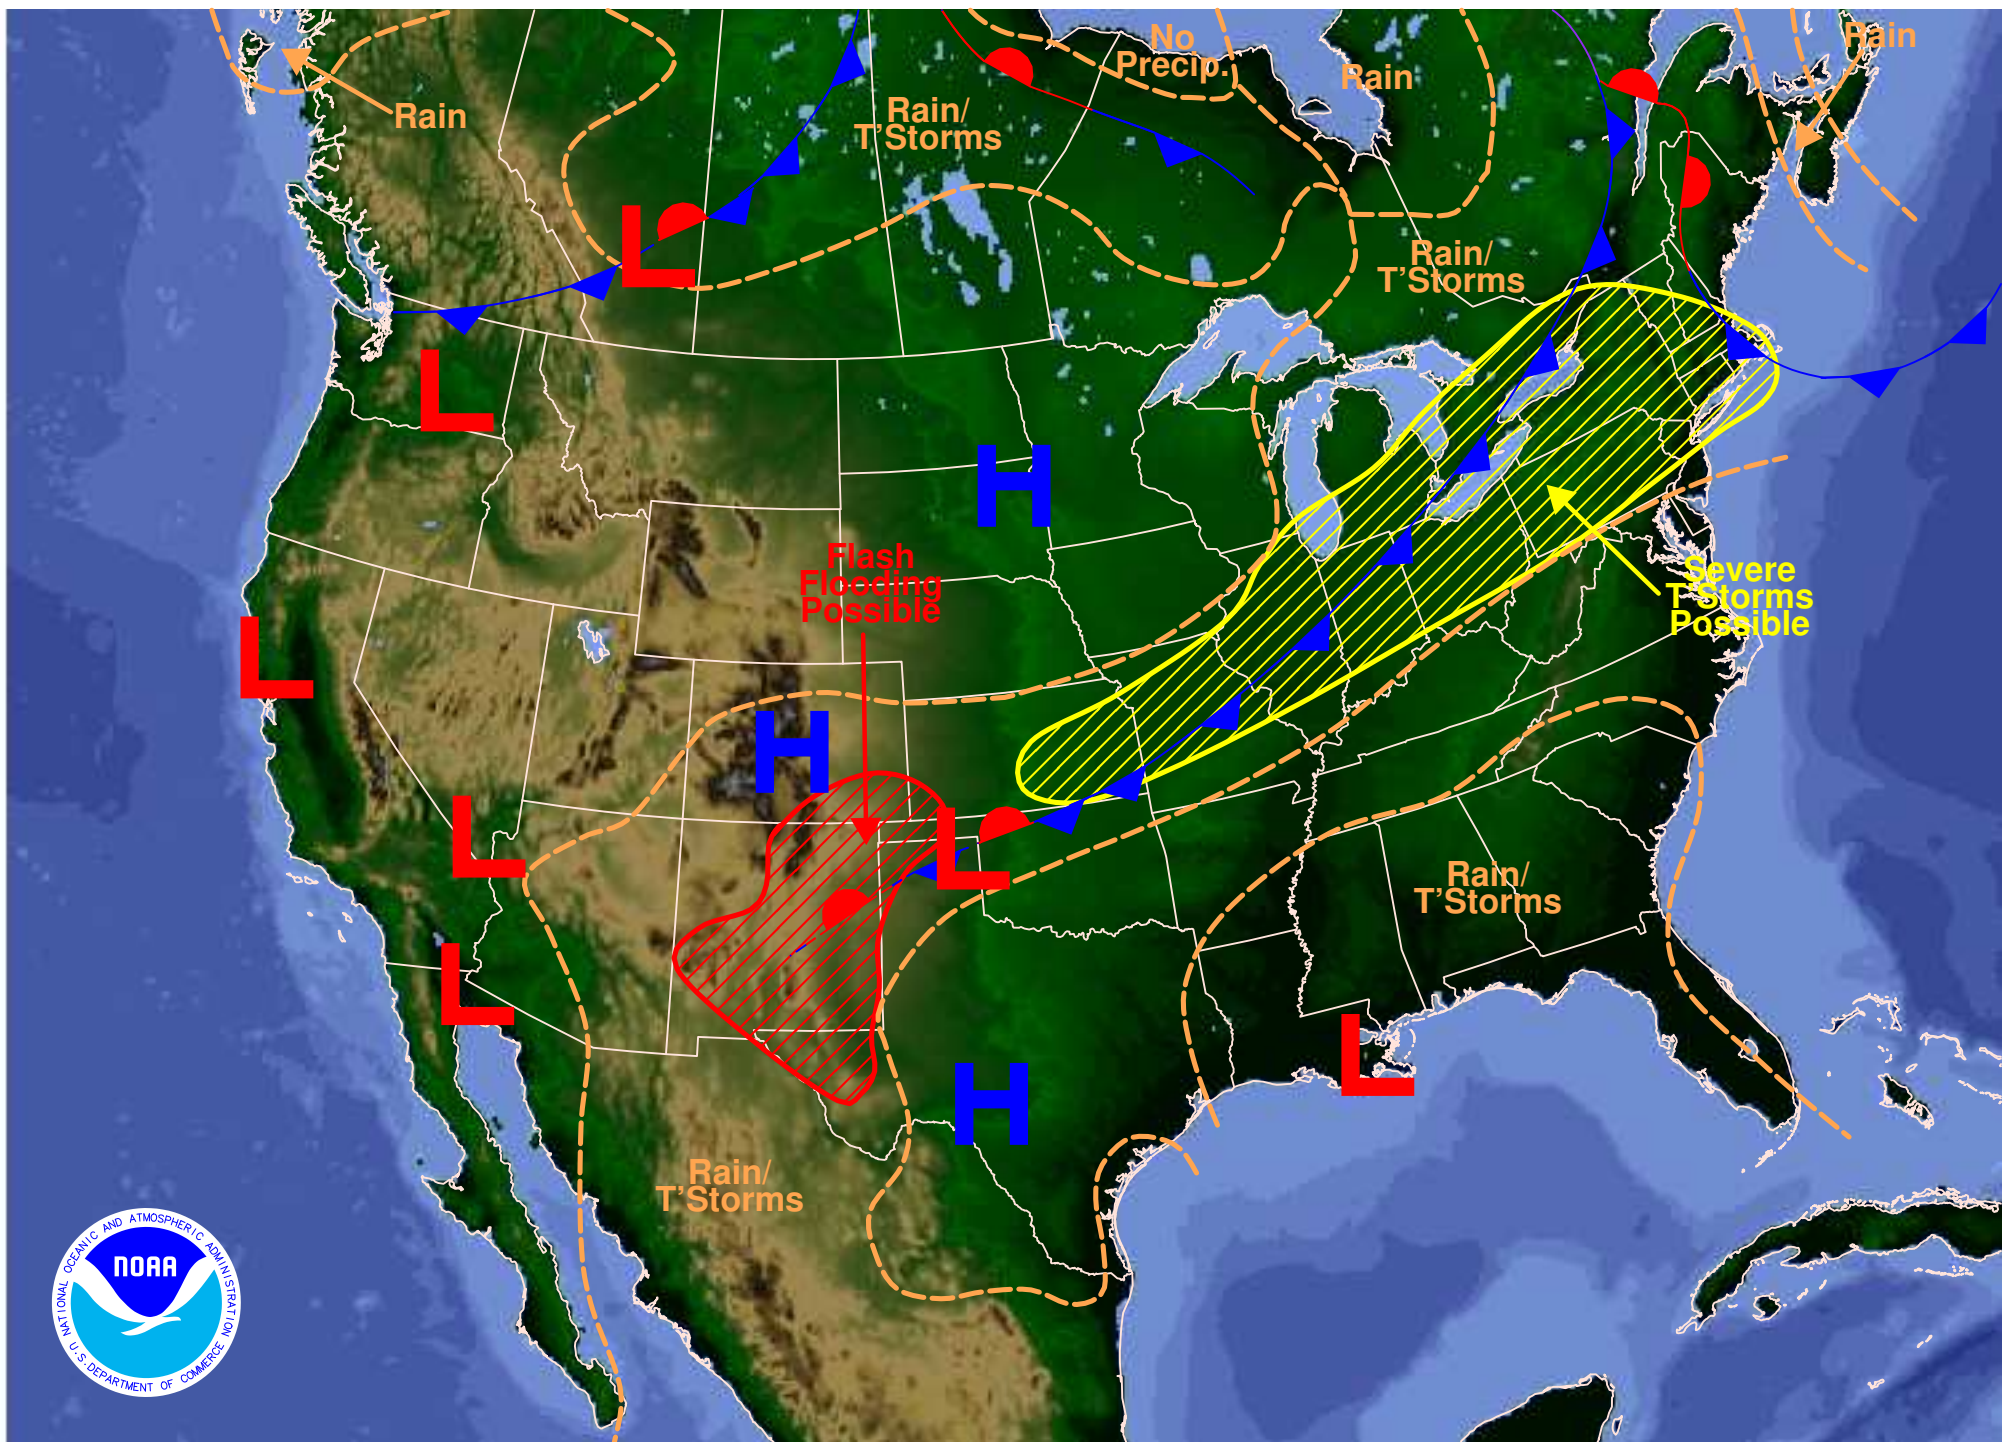 No
Precip.
Rain
Rain
Rain
Rain/
T'Storms
Rain/
T'Storms
Flash
Flooding
Possible
Severe
T'Storms
Possible
H
H
H
L
L
L
L
L
L
L
Rain/
T'Storms
Rain/
T'Storms
NATIONAL OCEANIC AND ATMOSPHERIC ADMINISTRATION
NOAA
U.S. DEPARTMENT OF COMMERCE